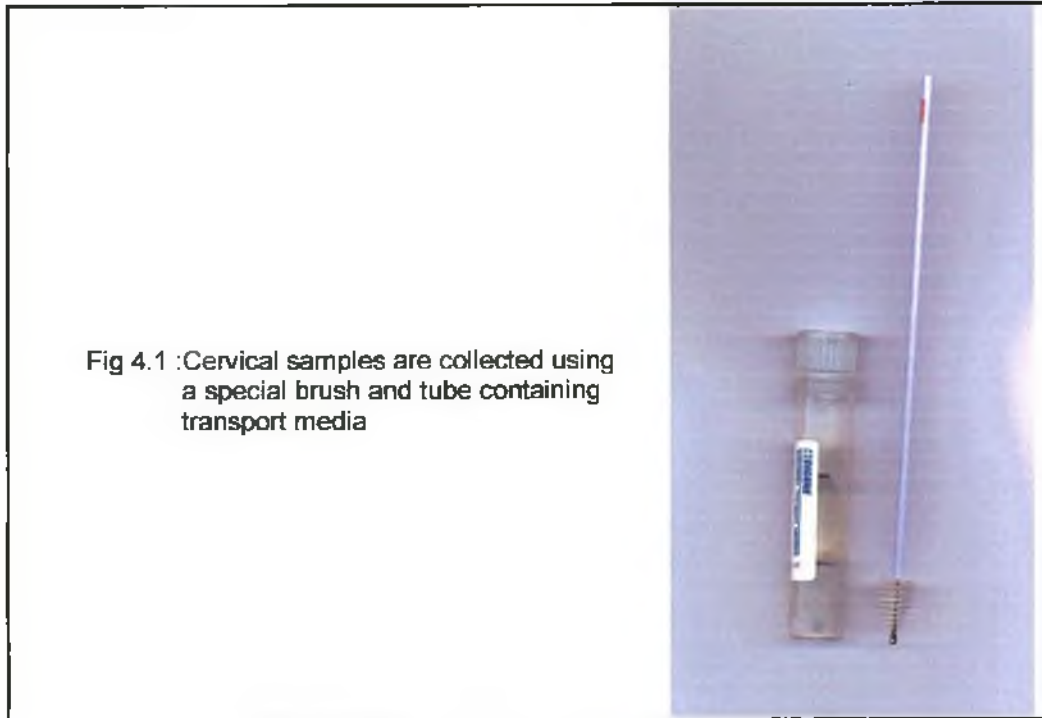 Fig 4.1 :Cervical samples are collected using
a special brush and tube containing
transport media